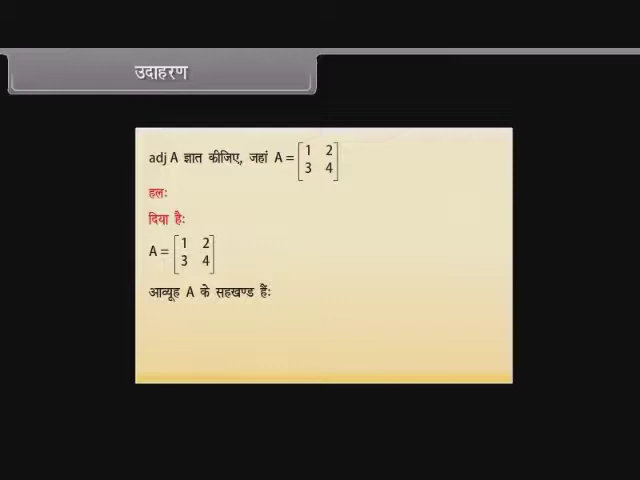 उदाहरण
adj A ज्ञात कीजिए, जहां A = [1 2
3 4]
हलः
दिया हैः
A = [1 2
3 4]
आव्यूह A के सहखण्ड हैंः